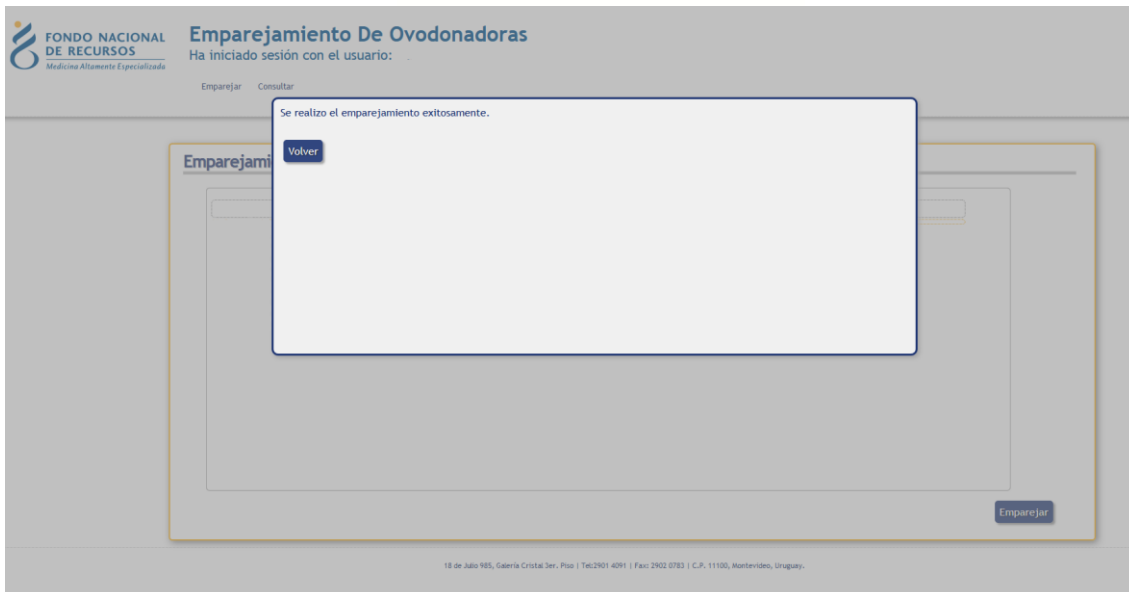 FONDO NACIONAL
DE RECURSOS
Medicina Altamente Especializada
Emparejamiento De Ovodonadoras
Ha iniciado sesión con el usuario:
Emparejar Consultar
Se realizo el emparejamiento exitosamente.
Volver
Emparejami
Emparejar
18 de Julio 985, Galería Cristal 3er. Piso | Tel:2901 4091 | Fax: 2902 0783 | C.P. 11100, Montevideo, Uruguay.